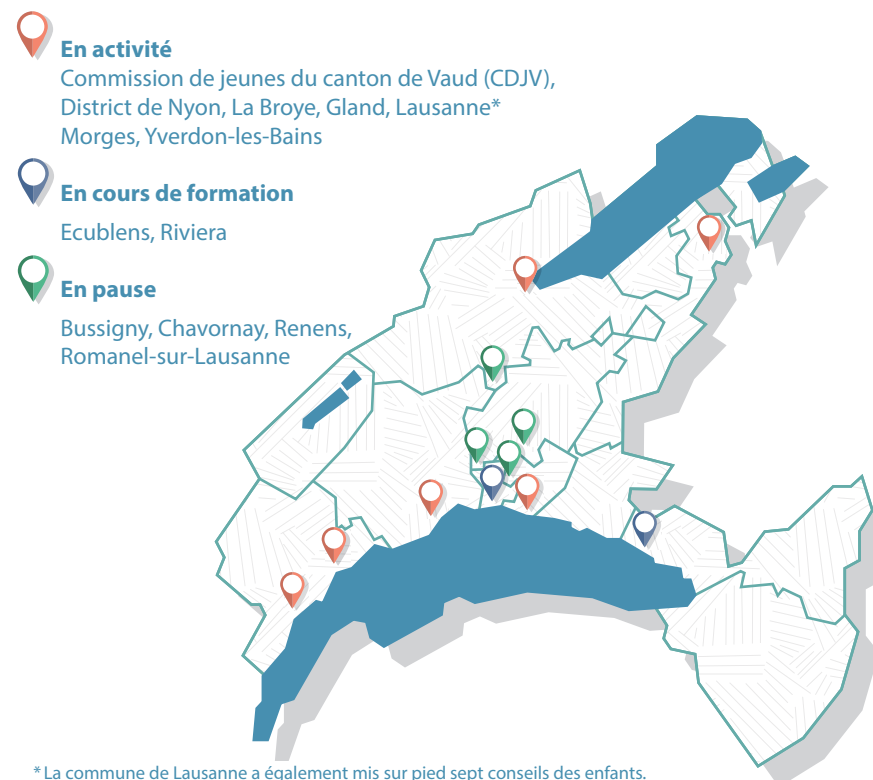 En activité
Commission de jeunes du canton de Vaud (CDJV),
District de Nyon, La Broye, Gland, Lausanne*
Morges, Yverdon-les-Bains
En cours de formation
Ecublens, Riviera
En pause
Bussigny, Chavornay, Renens,
Romanel-sur-Lausanne
* La commune de Lausanne a également mis sur pied sept conseils des enfants.